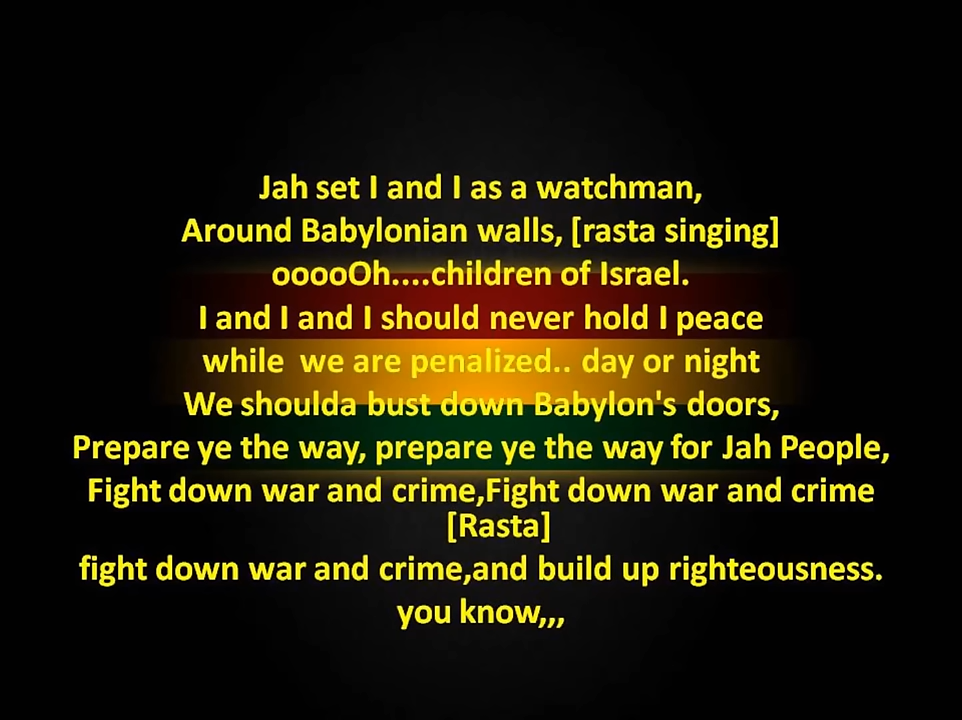 Jah set I and I as a watchman,
Around Babylonian walls, [rasta singing]
ooooOh....children of Israel.
I and I and I should never hold I peace
while  we are penalized.. day or night
We shoulda bust down Babylon's doors,
Prepare ye the way, prepare ye the way for Jah People,
Fight down war and crime,Fight down war and crime
[Rasta]
fight down war and crime,and build up righteousness.
you know,,,